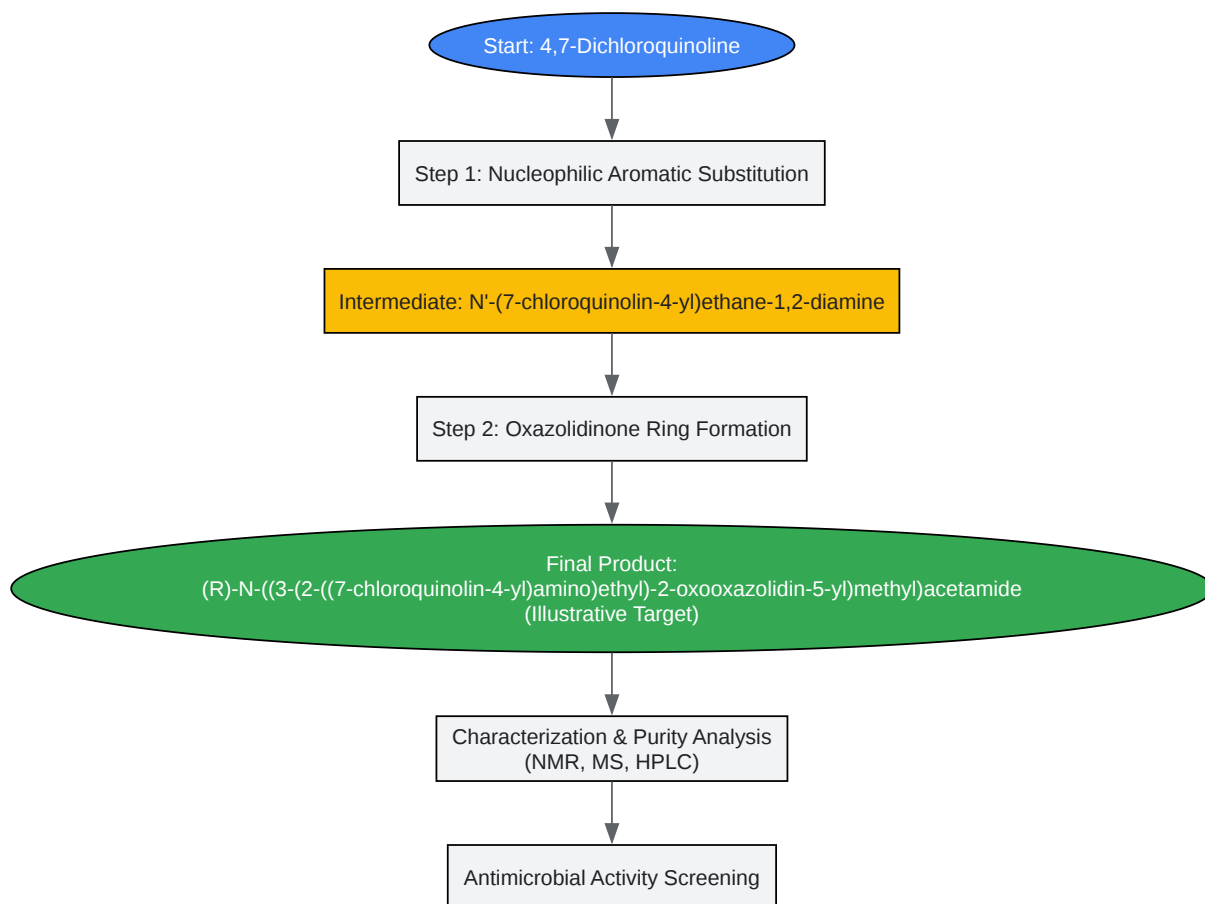 Start: 4,7-Dichloroquinoline
Step 1: Nucleophilic Aromatic Substitution
Intermediate: N'-(7-chloroquinolin-4-yl)ethane-1,2-diamine
Step 2: Oxazolidinone Ring Formation
Final Product:
(R)-N-((3-(2-((7-chloroquinolin-4-yl)amino)ethyl)-2-oxooxazolidin-5-yl)methyl)acetamide
(Illustrative Target)
Characterization & Purity Analysis
(NMR, MS, HPLC)
Antimicrobial Activity Screening